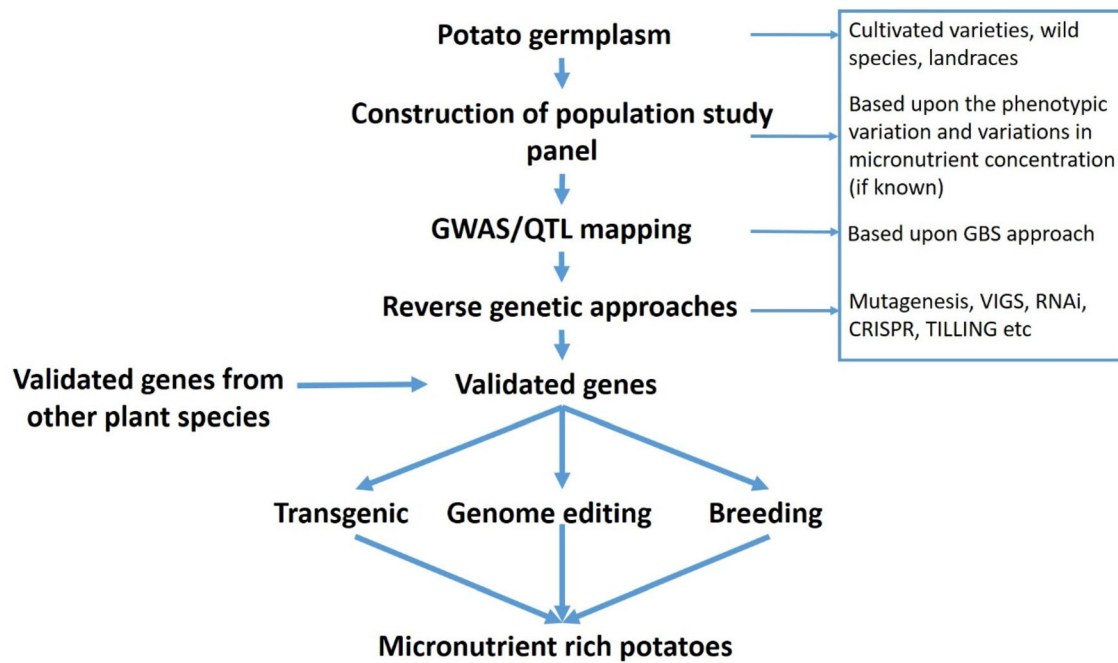 Potato germplasm
Cultivated varieties, wild
species, landraces
Construction of population study
panel
Based upon the phenotypic
variation and variations in
micronutrient concentration
(if known)
GWAS/QTL mapping
Based upon GBS approach
Reverse genetic approaches
Mutagenesis, VIGS, RNAi,
CRISPR, TILLING etc
Validated genes from
other plant species
Validated genes
Transgenic
Genome editing
Breeding
Micronutrient rich potatoes